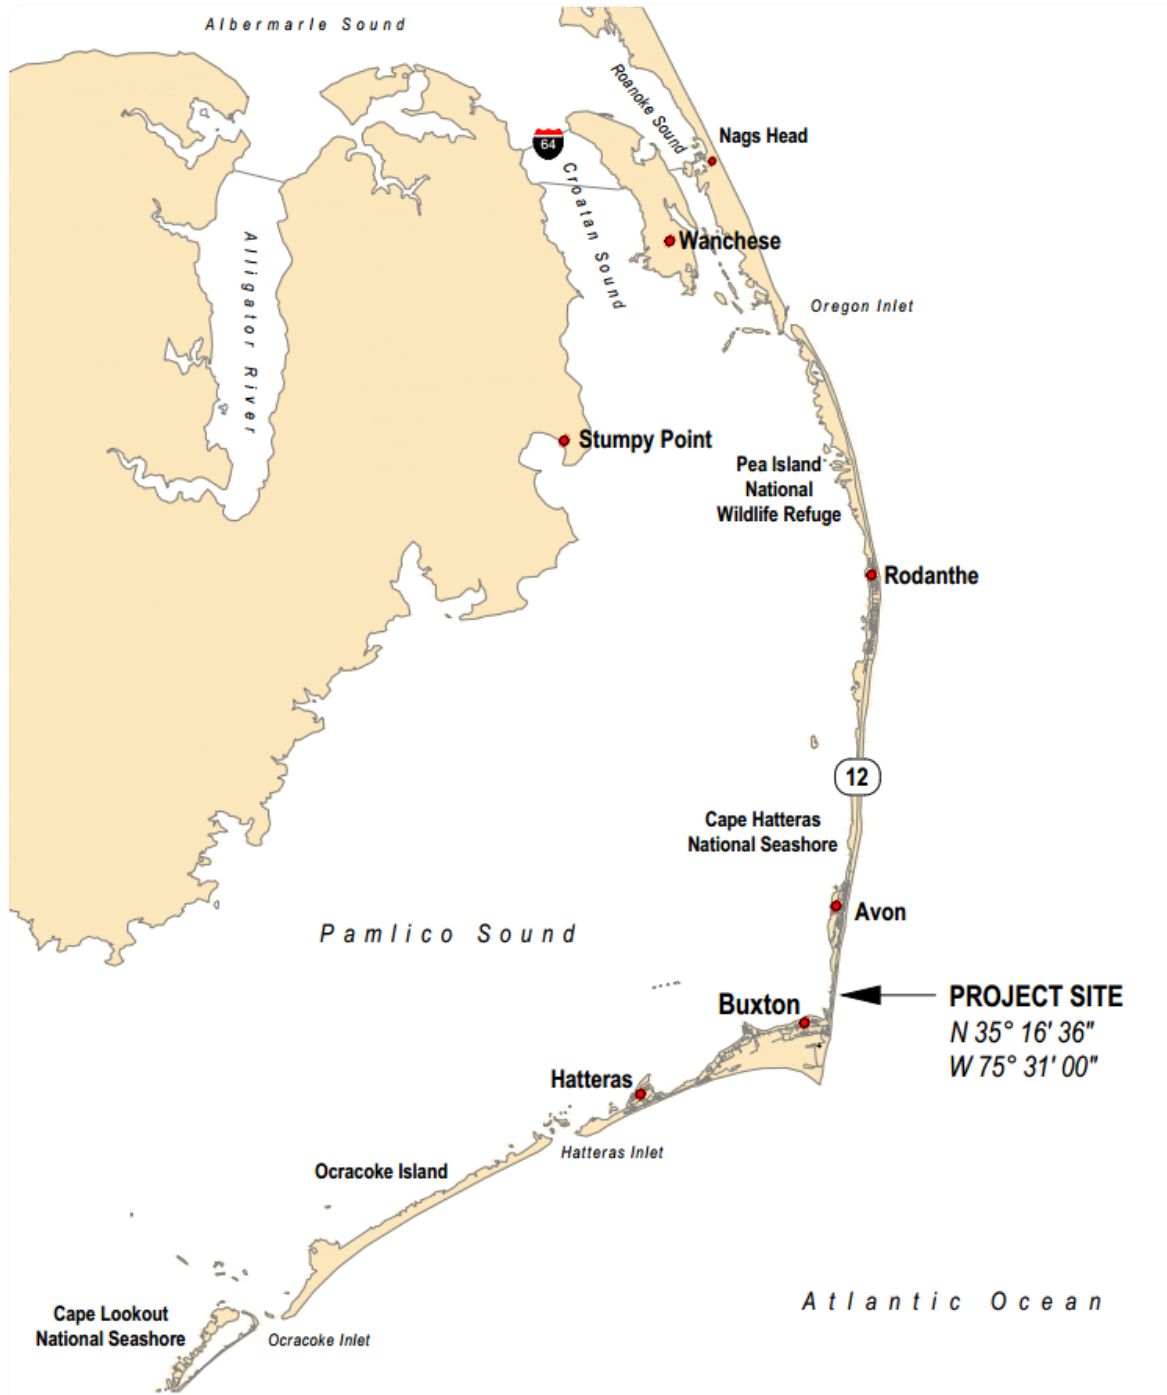 Albermarle Sound
Roanoke Sound
Nags Head
64
Croatan Sound
Wanchese
Alligator River
Oregon Inlet
Stumpy Point
Pea Island
National
Wildlife Refuge
Rodanthe
12
Cape Hatteras
National Seashore
Avon
Pamlico Sound
PROJECT SITE
N 35° 16' 36"
W 75° 31' 00"
Buxton
Hatteras
Hatteras Inlet
Ocracoke Island
Atlantic Ocean
Cape Lookout
National Seashore
Ocracoke Inlet